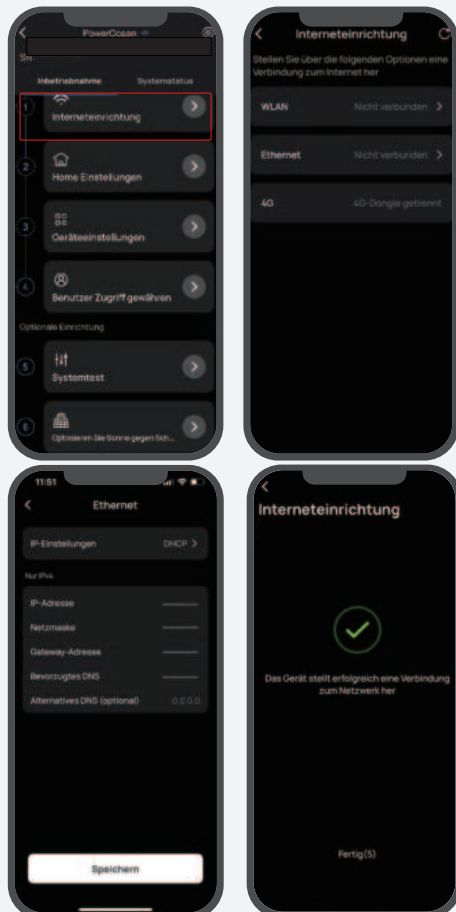 PowerOcean
Sn:
Inbetriebnahme Systemstatus
1
Interneteinrichtung
2
Home Einstellungen
3
Geräteeinstellungen
4
Benutzer Zugriff gewähren
Optionale Einrichtung
5
Systemtest
6
Optimieren Sie Sonne gegen Sch...
Interneteinrichtung
Stellen Sie über die folgenden Optionen eine
Verbindung zum Internet her
WLAN Nicht verbunden
Ethernet Nicht verbunden
4G 4G-Dongle getrennt
11:51
Ethernet
IP-Einstellungen DHCP
Nur IPv4
IP-Adresse
Netzmaske
Gateway-Adresse
Bevorzugtes DNS
Alternatives DNS (optional) 0.0.0.0
Speichern
Interneteinrichtung
Das Gerät stellt erfolgreich eine Verbindung
zum Netzwerk her
Fertig(5)